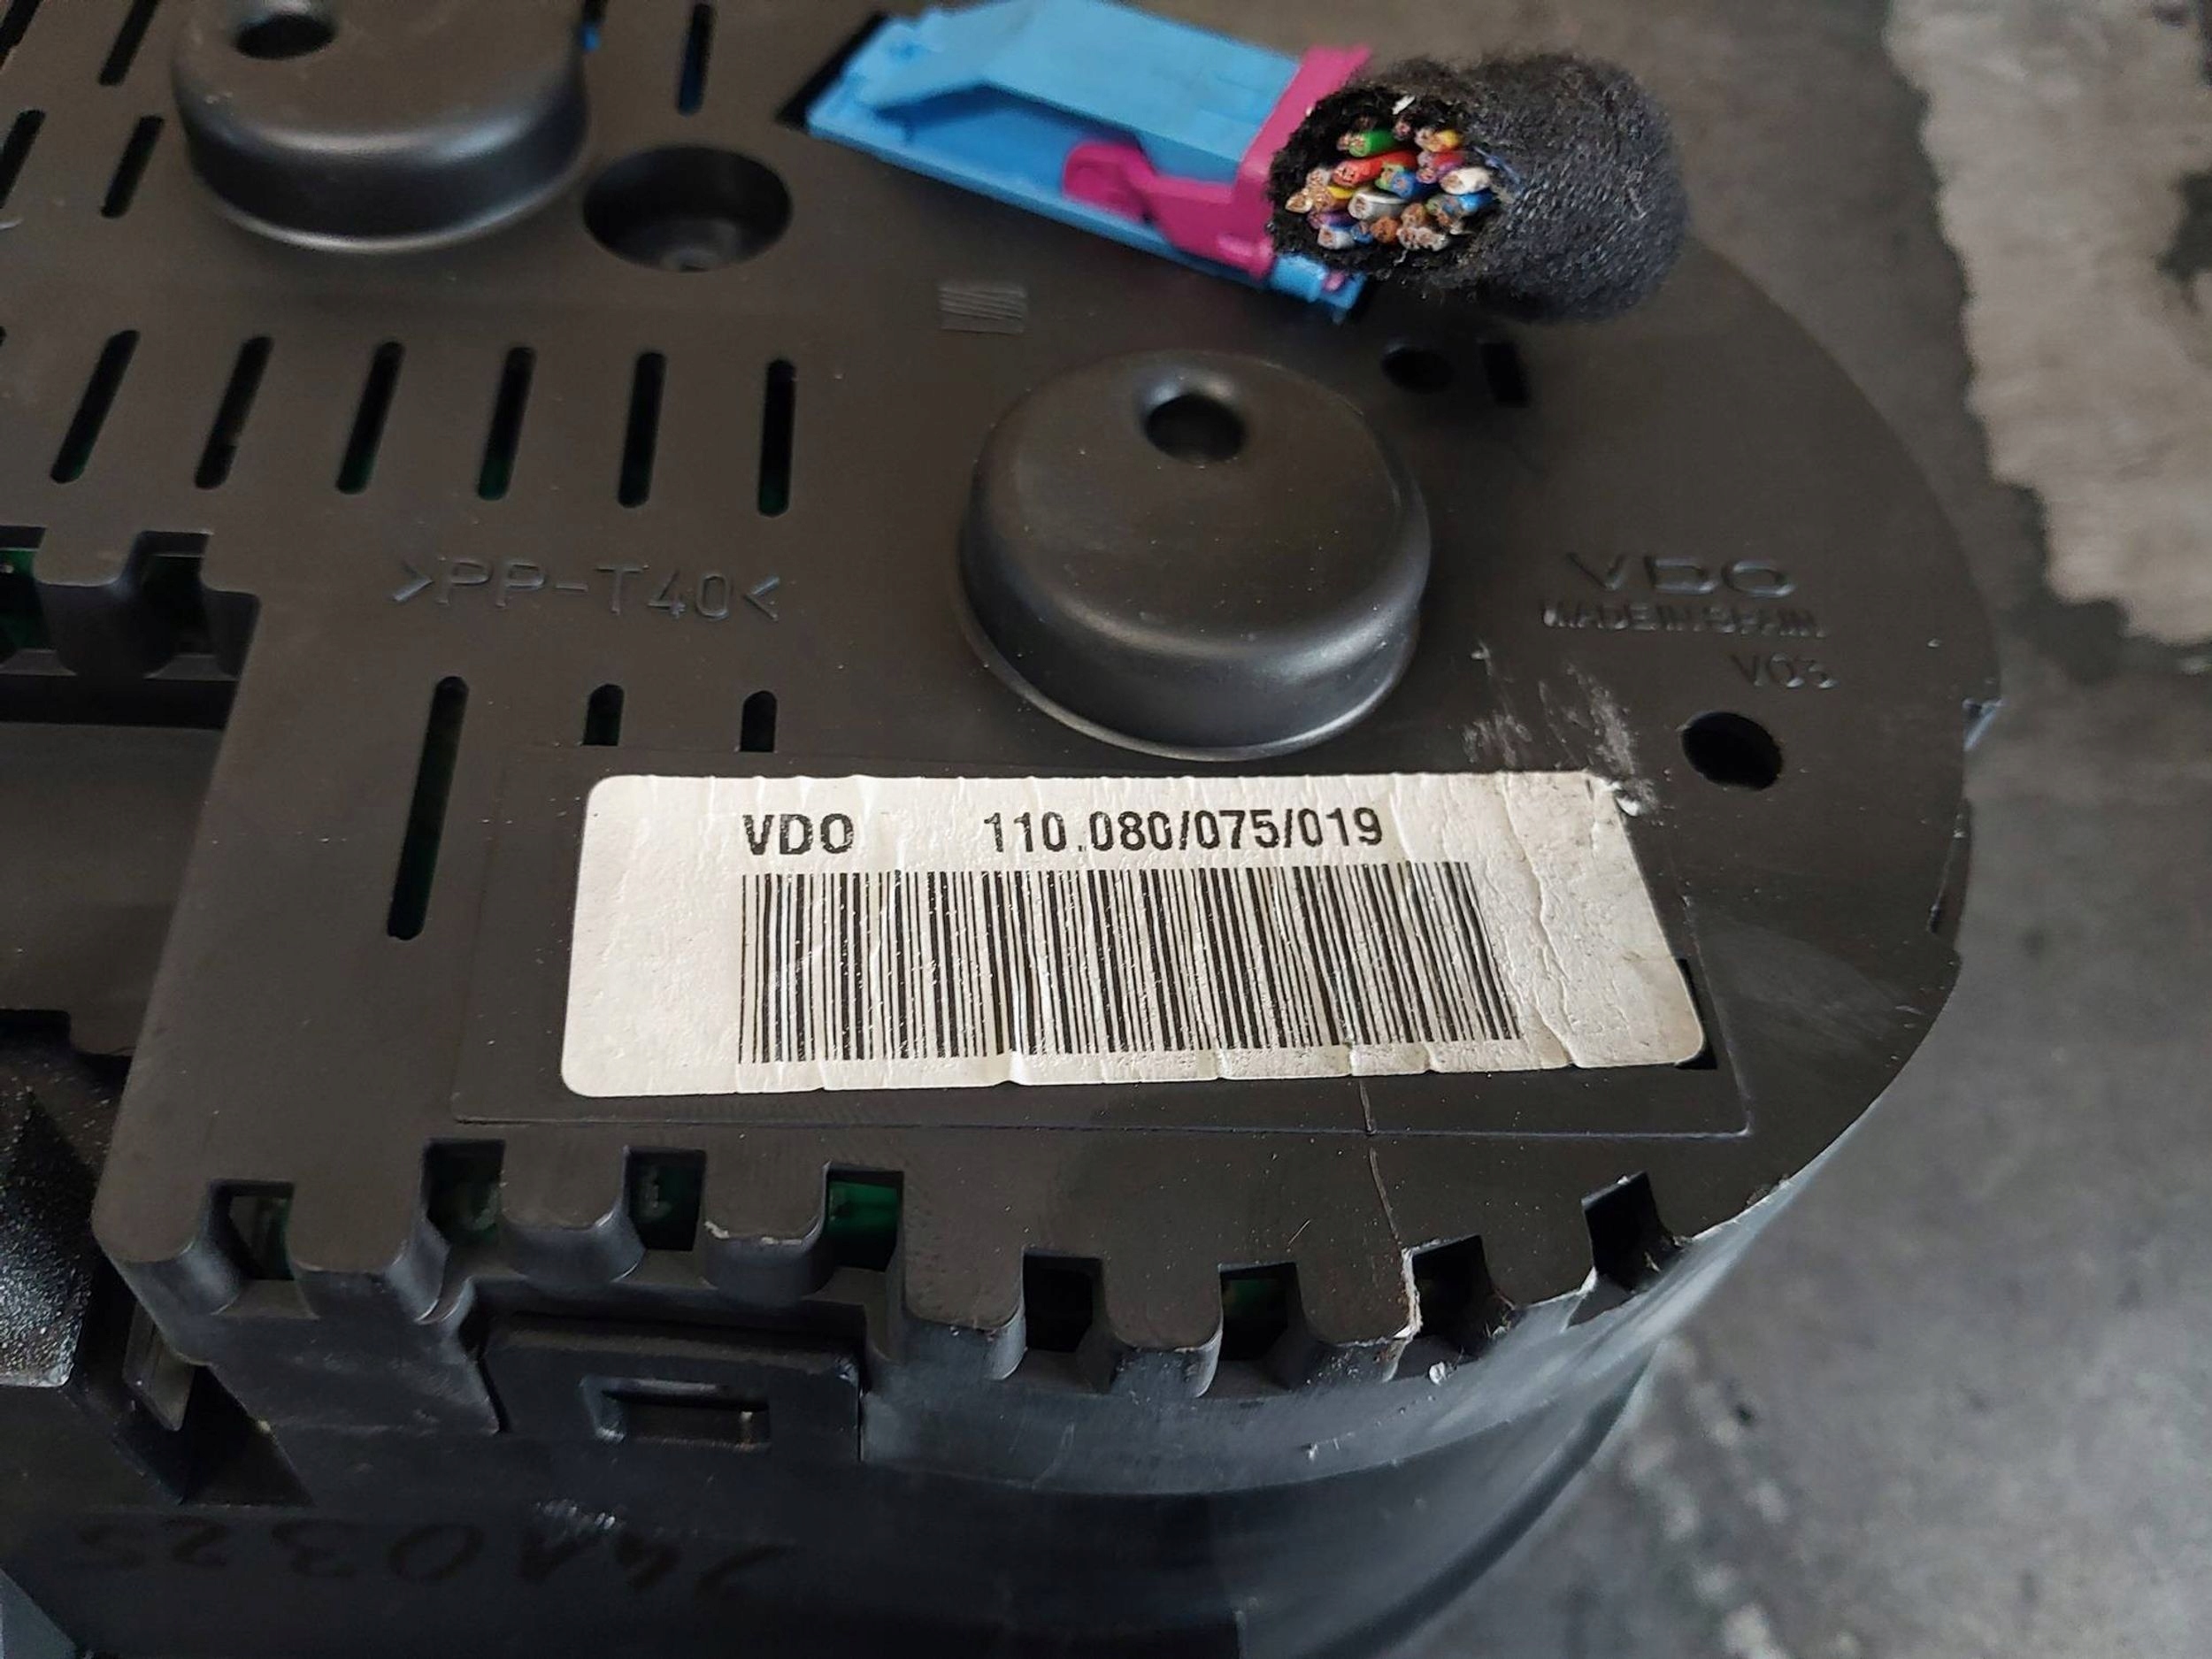 >PP-T40<
VDO
MADE IN SPAIN
V03
VDO 110.080/075/019